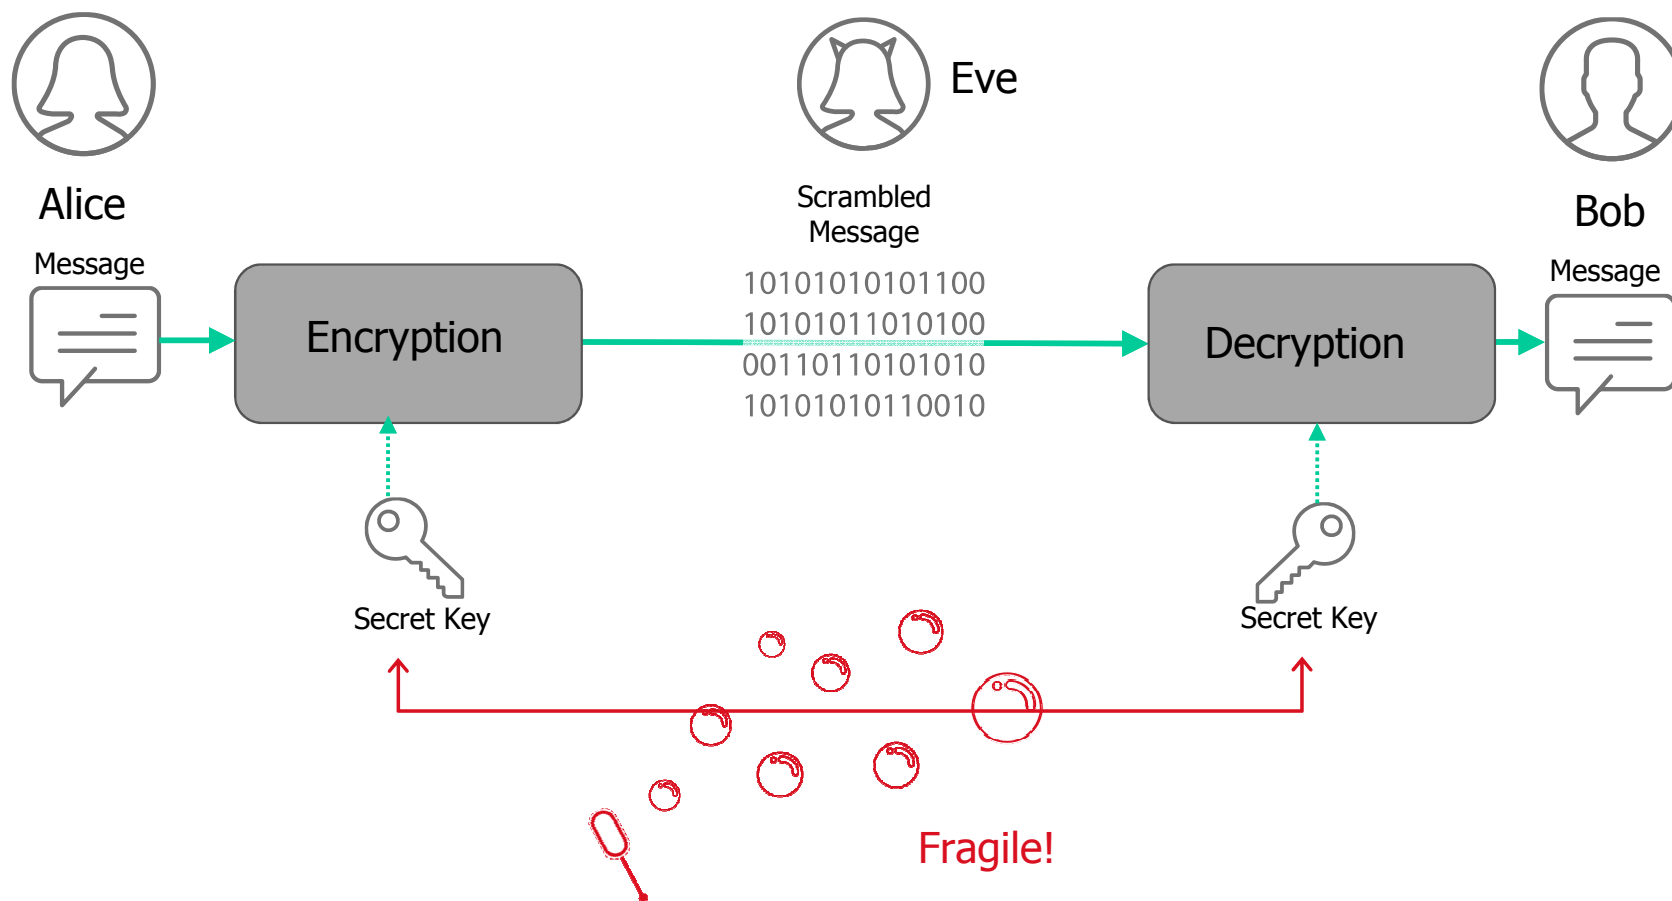 Eve
Alice
Bob
Scrambled
Message
Message
Message
10101010101100
10101011010100
00110110101010
10101010110010
Encryption
Decryption
Secret Key
Secret Key
Fragile!